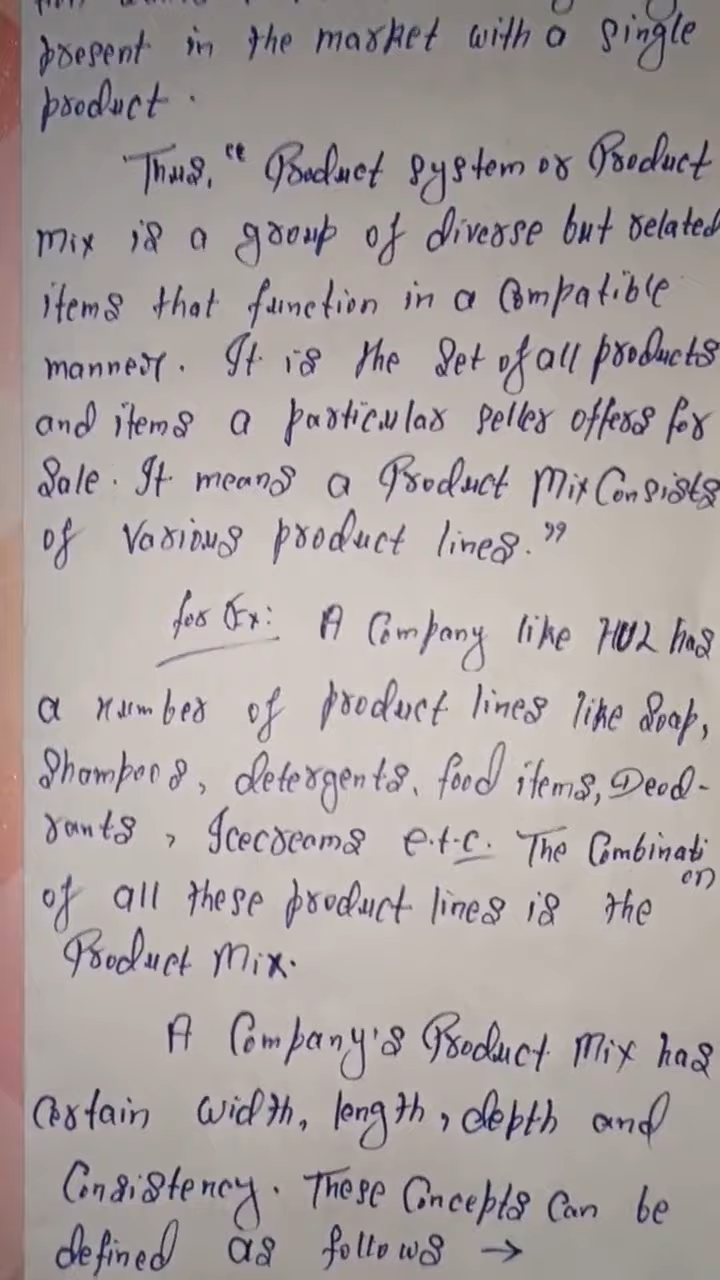 present in the market with a single
product.
Thus, "Product system or Product
mix is a group of diverse but related
items that function in a Compatible
manner. It is the Set of all products
and items a particular seller offers for
Sale. It means a Product Mix Consists
of Various product lines."
for Ex: A Company like HUL has
a number of product lines like Soap,
Shampoos, detergents, food items, Deod-
rants, Icecreams e.t.c. The Combination
of all these product lines is the
Product Mix.
A Company's Product Mix has
Certain width, length, depth and
Consistency. These Concepts Can be
defined as follows →